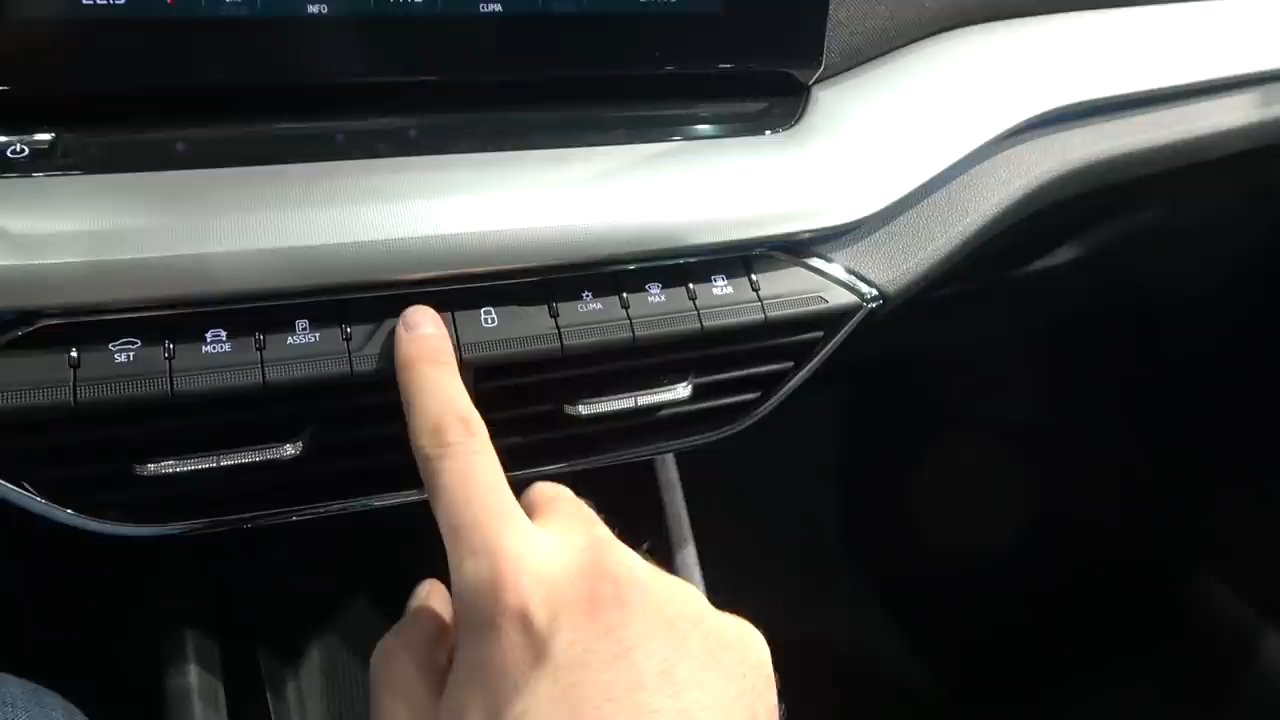 INFO
CLIMA
SET
MODE
P
ASSIST
CLIMA
MAX
REAR